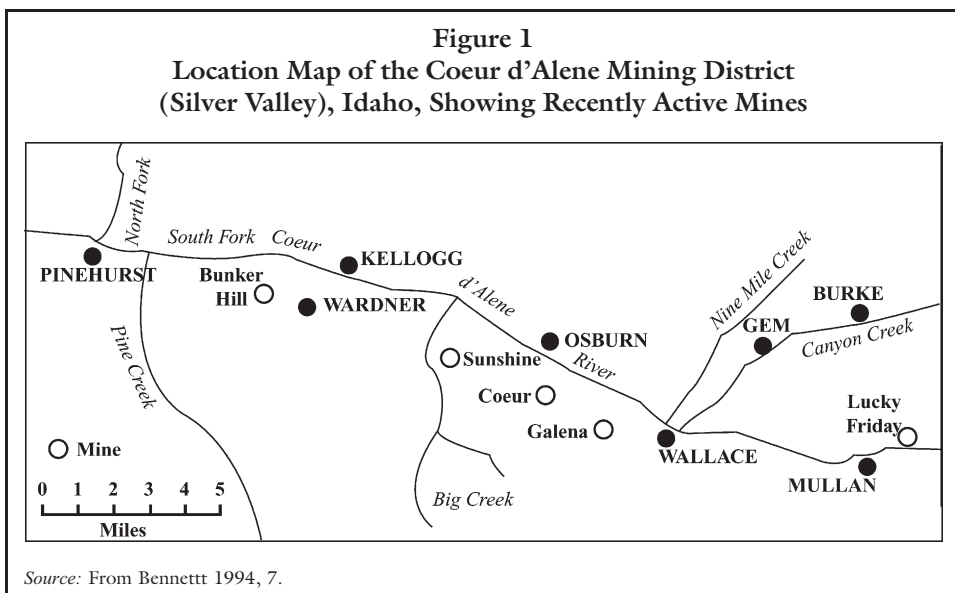 Figure 1
Location Map of the Coeur d'Alene Mining District
(Silver Valley), Idaho, Showing Recently Active Mines
North Fork
South Fork Coeur
d'Alene
River
PINEHURST
Bunker
Hill
KELLOGG
WARDNER
Pine Creek
Sunshine
OSBURN
Coeur
Galena
Big Creek
Nine Mile Creek
GEM
BURKE
Canyon Creek
Lucky
Friday
WALLACE
MULLAN
Mine
0 1 2 3 4 5
Miles
Source: From Bennettt 1994, 7.